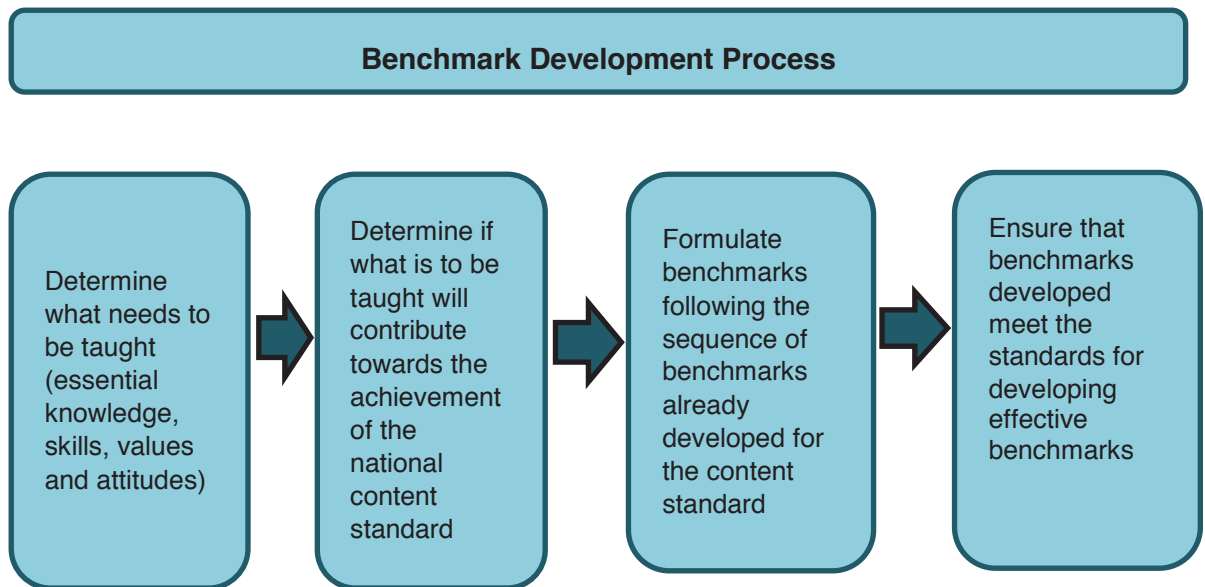 Benchmark Development Process
Determine
what needs to
be taught
(essential
knowledge,
skills, values
and attitudes)
Determine if
what is to be
taught will
contribute
towards the
achievement
of the
national
content
standard
Formulate
benchmarks
following the
sequence of
benchmarks
already
developed for
the content
standard
Ensure that
benchmarks
developed
meet the
standards for
developing
effective
benchmarks